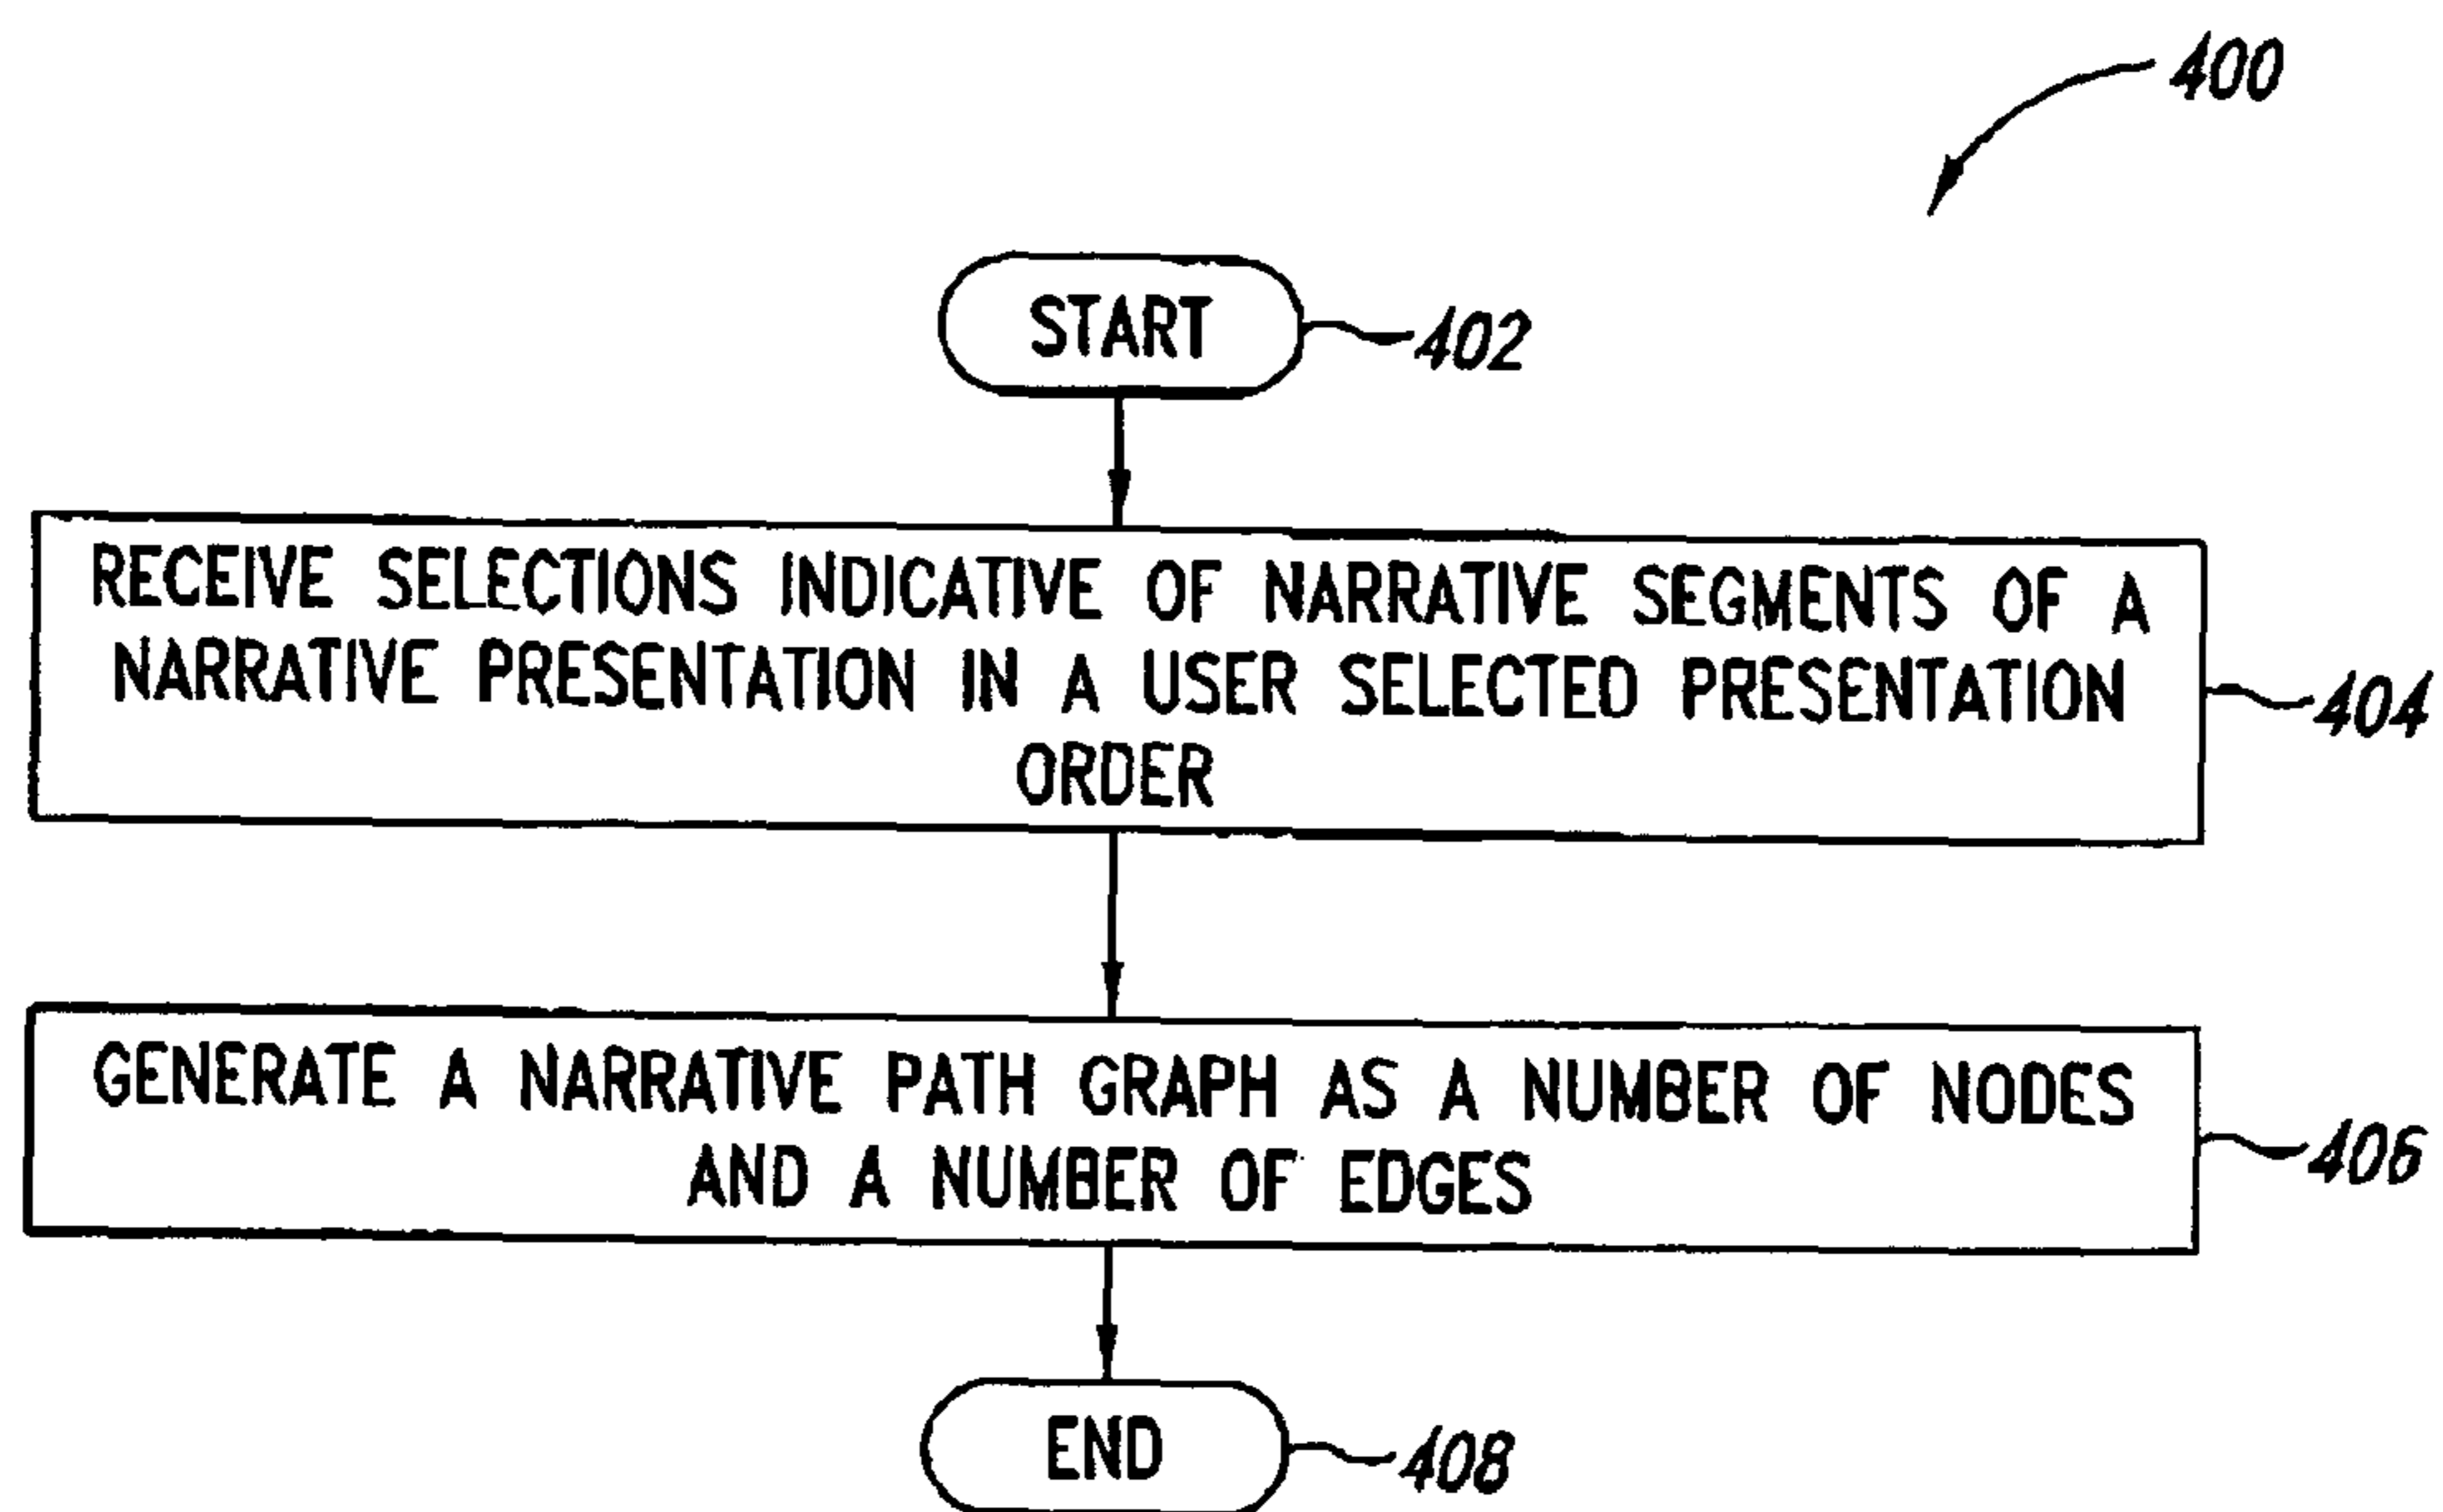 400
START
402
RECEIVE SELECTIONS INDICATIVE OF NARRATIVE SEGMENTS OF A
NARRATIVE PRESENTATION IN A USER SELECTED PRESENTATION
ORDER
404
GENERATE A NARRATIVE PATH GRAPH AS A NUMBER OF NODES
AND A NUMBER OF EDGES
406
END
408